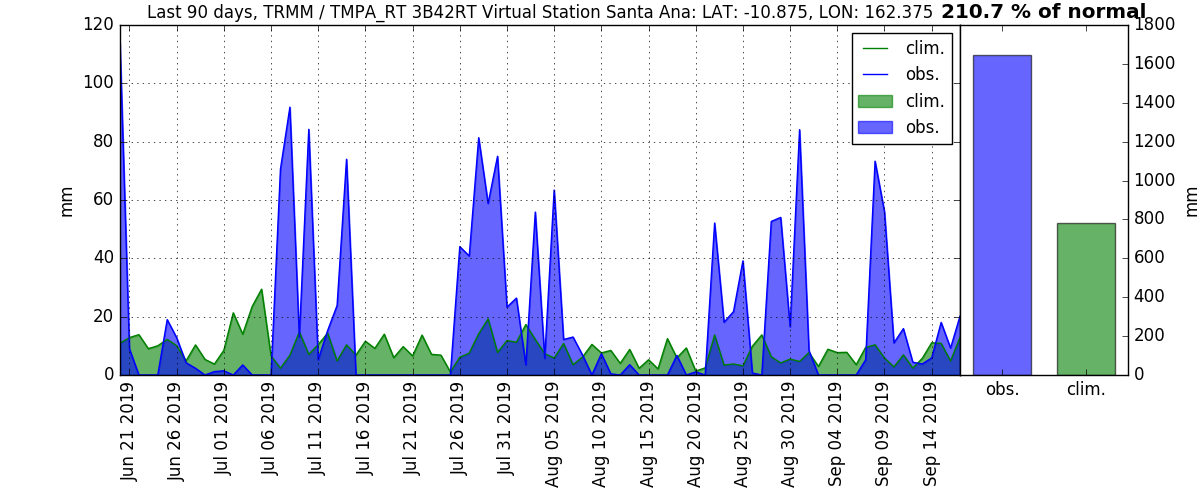 Last 90 days, TRMM / TMPA_RT 3B42RT Virtual Station Santa Ana: LAT: -10.875, LON: 162.375 210.7 % of normal
120
100
80
60
40
20
0
mm
clim.
obs.
clim.
obs.
1800
1600
1400
1200
1000
800
600
400
200
0
mm
obs. clim.
Jun 21 2019
Jun 26 2019
Jul 01 2019
Jul 06 2019
Jul 11 2019
Jul 16 2019
Jul 21 2019
Jul 26 2019
Jul 31 2019
Aug 05 2019
Aug 10 2019
Aug 15 2019
Aug 20 2019
Aug 25 2019
Aug 30 2019
Sep 04 2019
Sep 09 2019
Sep 14 2019